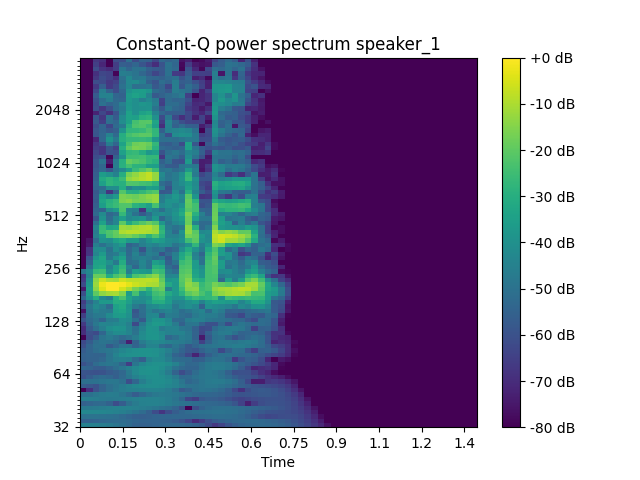 Constant-Q power spectrum speaker_1
Hz
2048
1024
512
256
128
64
32
0 0.15 0.3 0.45 0.6 0.75 0.9 1.1 1.2 1.4
Time
+0 dB
-10 dB
-20 dB
-30 dB
-40 dB
-50 dB
-60 dB
-70 dB
-80 dB